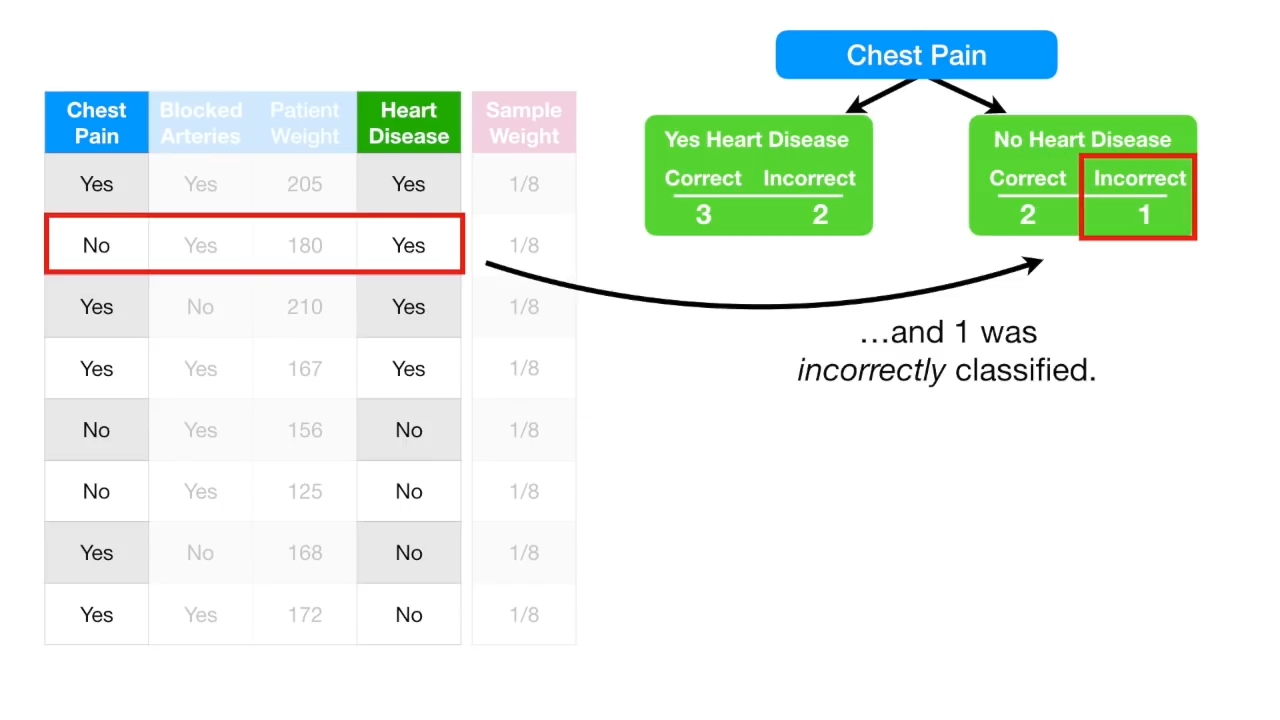 Chest Pain
Chest Pain
Blocked Arteries
Patient Weight
Heart Disease
Sample Weight
Yes Yes 205 Yes 1/8
No Yes 180 Yes 1/8
Yes No 210 Yes 1/8
Yes Yes 167 Yes 1/8
No Yes 156 No 1/8
No Yes 125 No 1/8
Yes No 168 No 1/8
Yes Yes 172 No 1/8
Yes Heart Disease
Correct Incorrect
3 2
No Heart Disease
Correct Incorrect
2 1
…and 1 was
incorrectly classified.